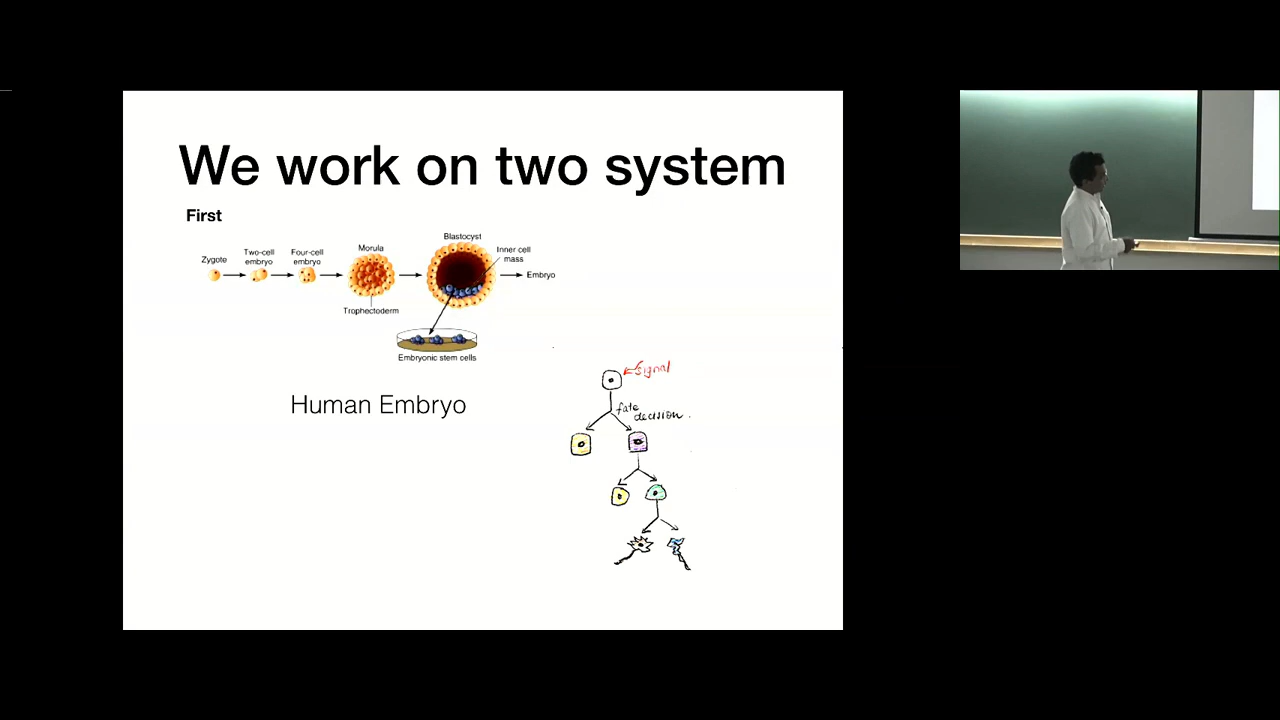 We work on two system
First
Blastocyst
Morula
Inner cell
mass
Two-cell
embryo
Four-cell
embryo
Zygote
Embryo
Trophectoderm
Embryonic stem cells
signal
Human Embryo
fate
decision.